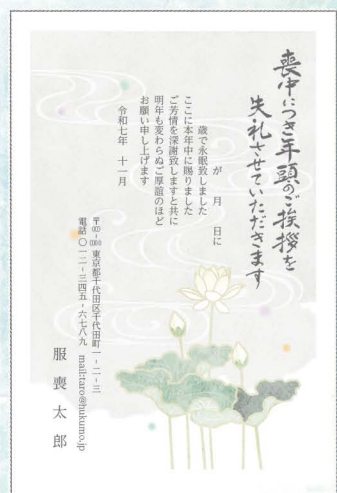 喪中につき年頭のご挨拶を
失礼させていただきます
が　月　日に
歳で永眠致しました
ここに本年中に賜りました
ご芳情を深謝致しますと共に
明年も変わらぬご厚誼のほど
お願い申し上げます
令和七年　十一月
〒000-0000 東京都千代田区千代田町一-二-三
電話〇一二-三四五-六七八九　mail:taro@hukumo.jp
服喪太郎